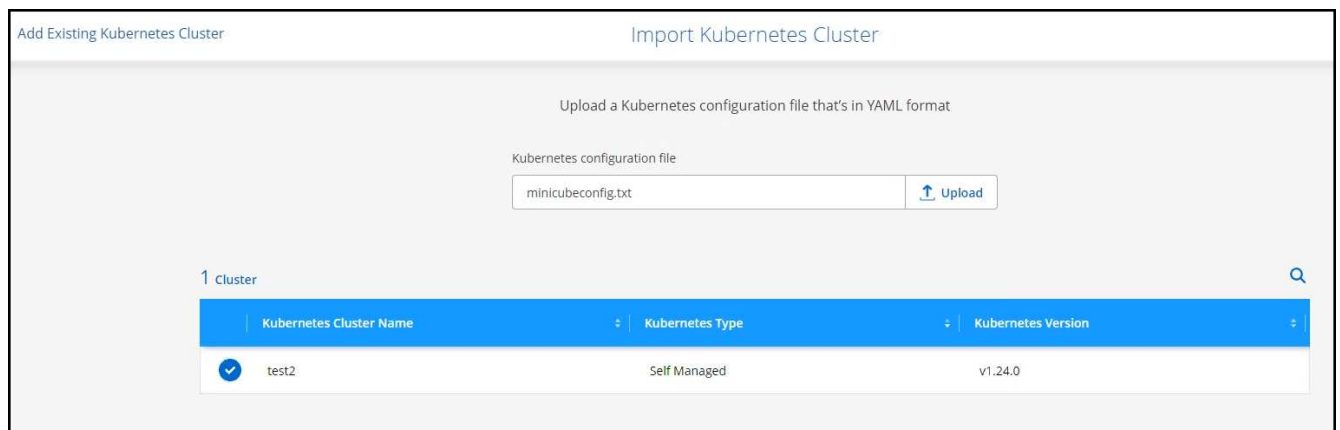 Add Existing Kubernetes Cluster
Import Kubernetes Cluster
Upload a Kubernetes configuration file that's in YAML format
Kubernetes configuration file
minicubeconfig.txt Upload
1 Cluster
Kubernetes Cluster Name Kubernetes Type Kubernetes Version
test2 Self Managed v1.24.0